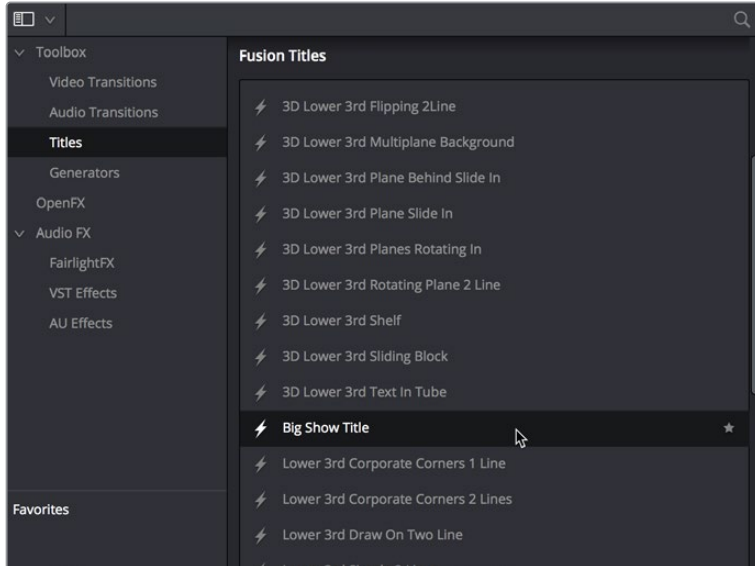 Toolbox
Video Transitions
Audio Transitions
Titles
Generators
OpenFX
Audio FX
FairlightFX
VST Effects
AU Effects
Favorites
Fusion Titles
3D Lower 3rd Flipping 2Line
3D Lower 3rd Multiplane Background
3D Lower 3rd Plane Behind Slide In
3D Lower 3rd Plane Slide In
3D Lower 3rd Planes Rotating In
3D Lower 3rd Rotating Plane 2 Line
3D Lower 3rd Shelf
3D Lower 3rd Sliding Block
3D Lower 3rd Text In Tube
Big Show Title
Lower 3rd Corporate Corners 1 Line
Lower 3rd Corporate Corners 2 Lines
Lower 3rd Draw On Two Line